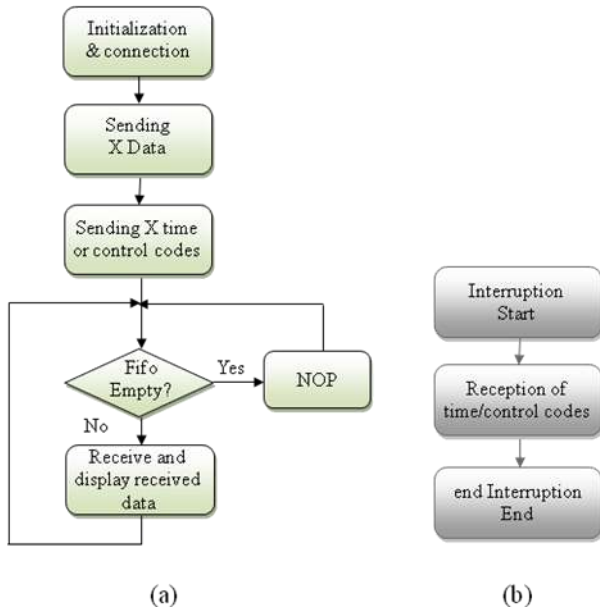 Initialization
& connection
Sending
X Data
Sending X time
or control codes
Fifo
Empty?
Yes
NOP
No
Receive and
display received
data
(a)
Interruption
Start
Reception of
time/control codes
end Interruption
End
(b)